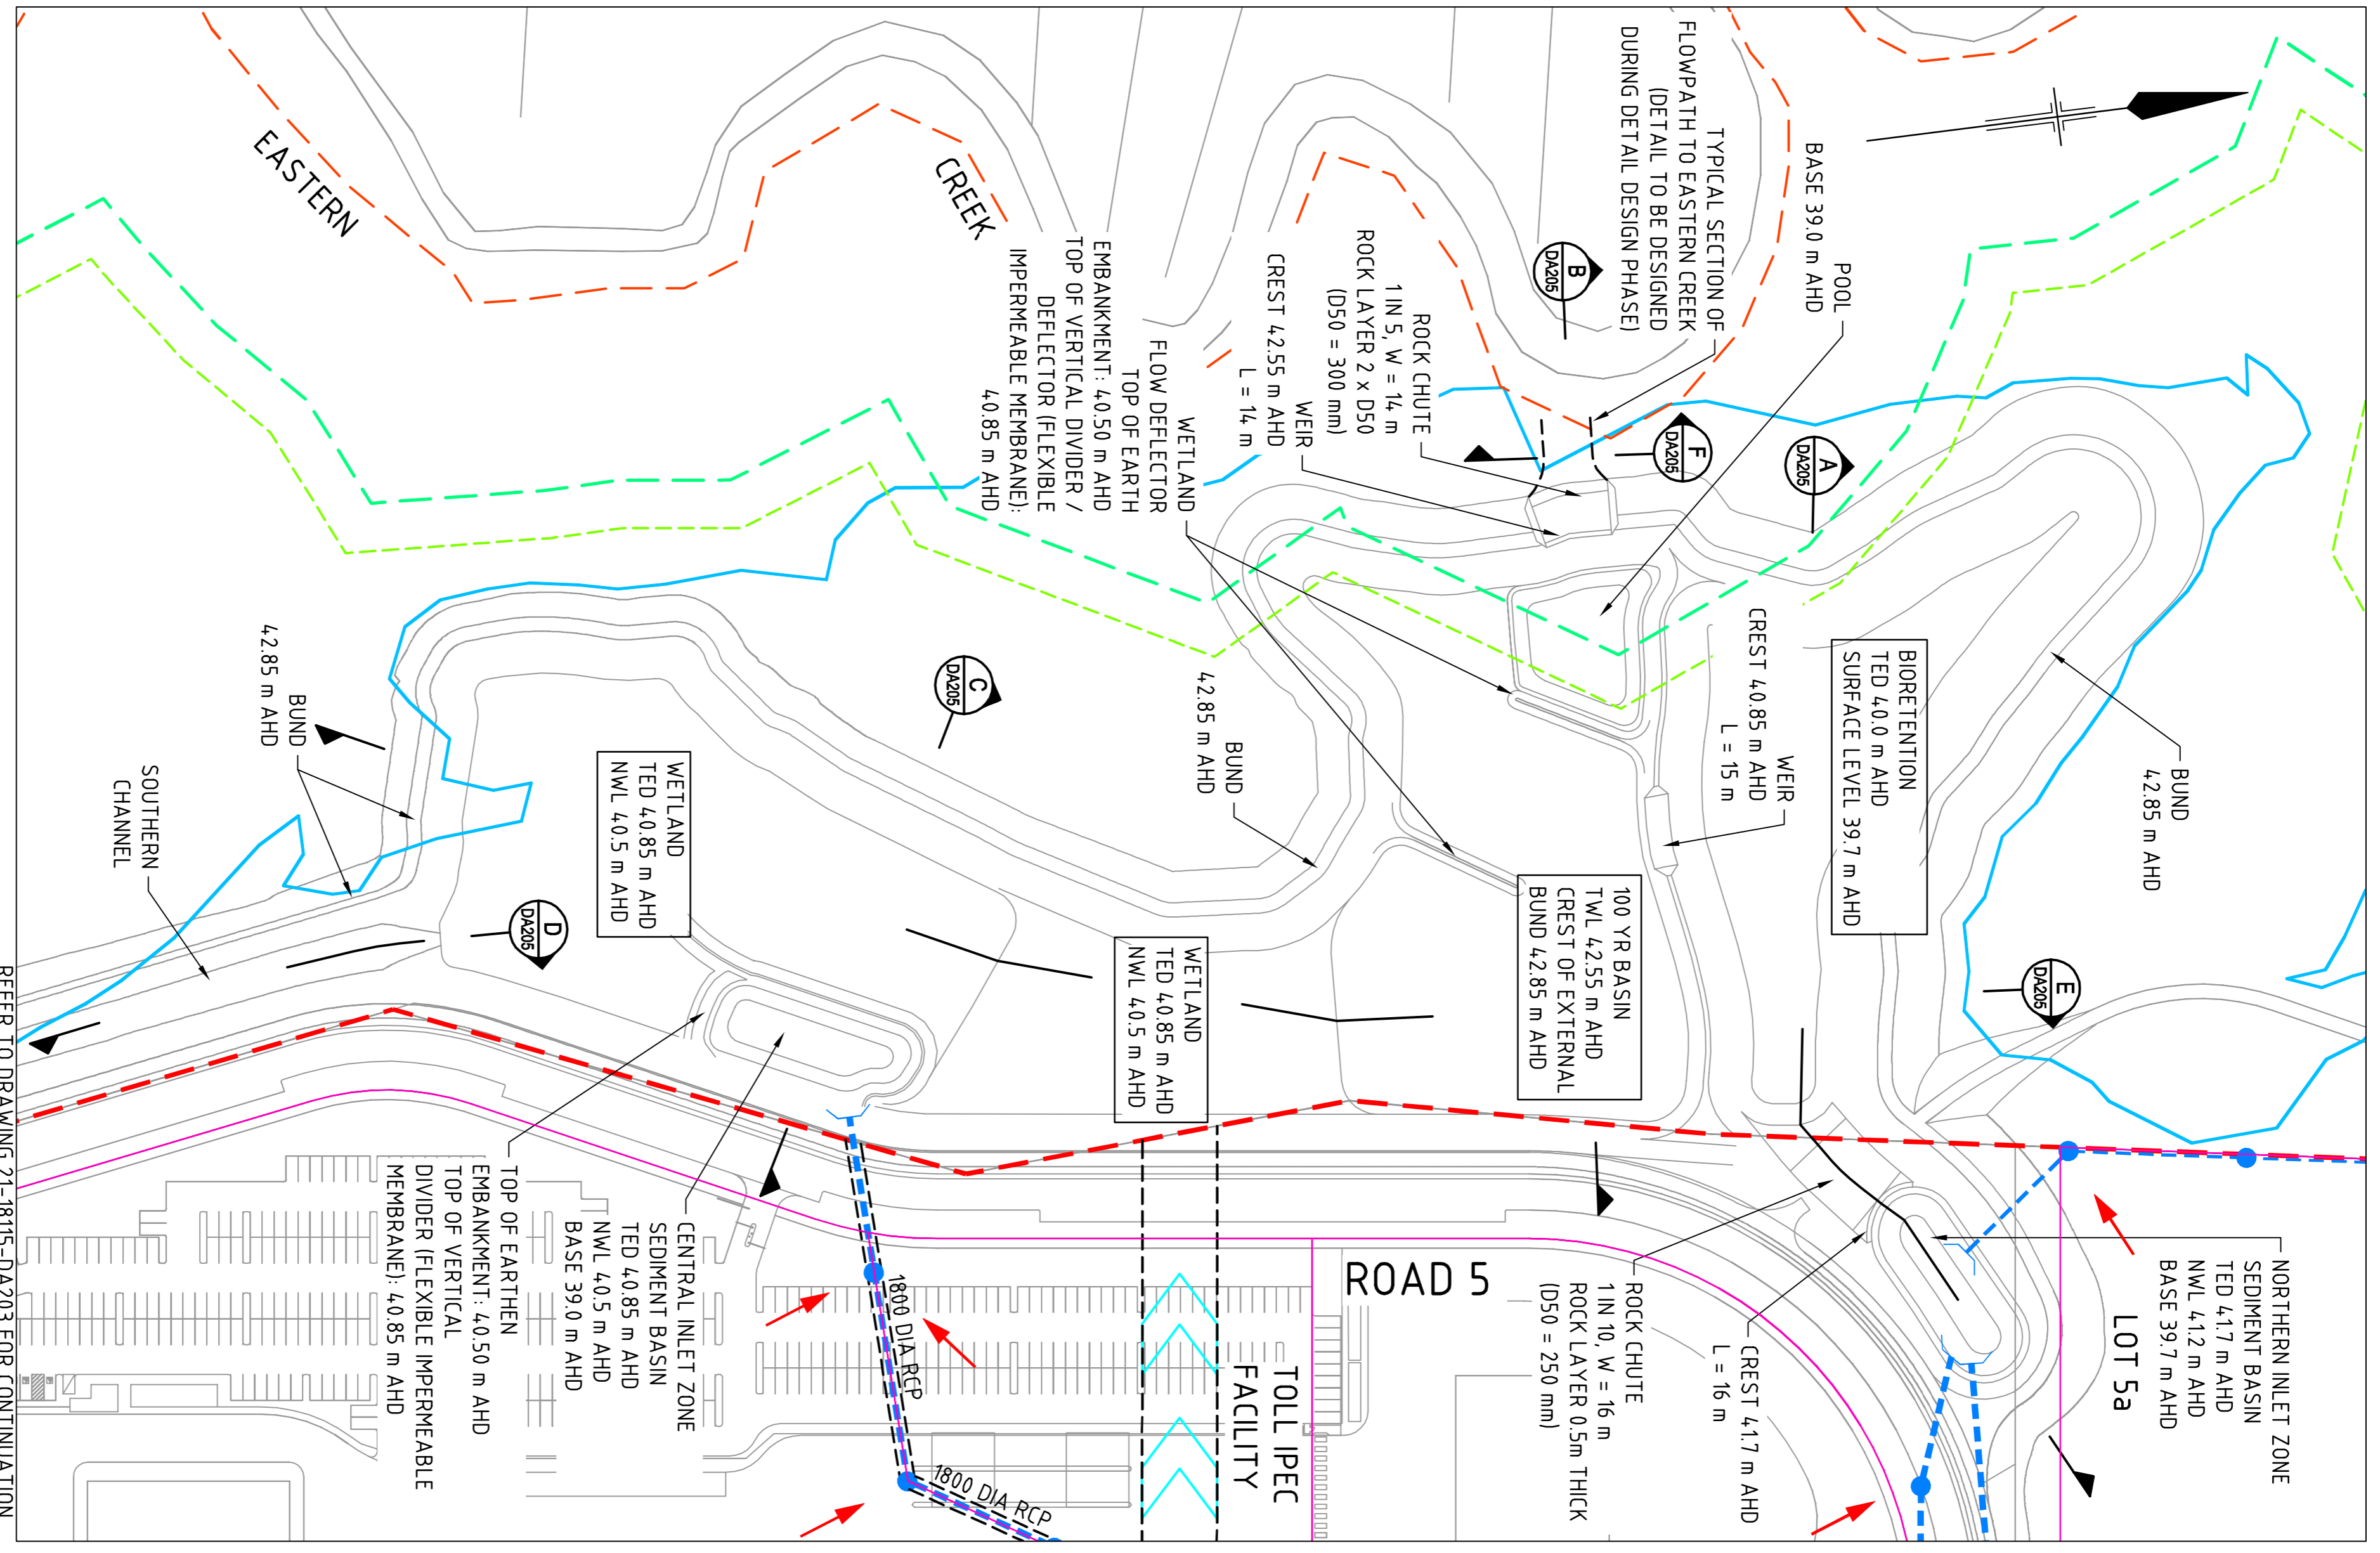 EASTERN
CREEK
TYPICAL SECTION OF
FLOWPATH TO EASTERN CREEK
(DETAIL TO BE DESIGNED
DURING DETAIL DESIGN PHASE)
POOL
BASE 39.0 m AHD
B
DA205
F
DA205
A
DA205
ROCK CHUTE
1 IN 5, W = 14 m
ROCK LAYER 2 x D50
(D50 = 300 mm)
WEIR
CREST 42.55 m AHD
L = 14 m
WETLAND
FLOW DEFLECTOR
TOP OF EARTH
EMBANKMENT: 40.50 m AHD
TOP OF VERTICAL DIVIDER /
DEFLECTOR (FLEXIBLE
IMPERMEABLE MEMBRANE):
40.85 m AHD
BUND
42.85 m AHD
BIORETENTION
TED 40.0 m AHD
SURFACE LEVEL 39.7 m AHD
WEIR
CREST 40.85 m AHD
L = 15 m
BUND
42.85 m AHD
C
DA205
BUND
42.85 m AHD
SOUTHERN
CHANNEL
WETLAND
TED 40.85 m AHD
NWL 40.5 m AHD
D
DA205
100 YR BASIN
TWL 42.55 m AHD
CREST OF EXTERNAL
BUND 42.85 m AHD
WETLAND
TED 40.85 m AHD
NWL 40.5 m AHD
E
DA205
NORTHERN INLET ZONE
SEDIMENT BASIN
TED 41.7 m AHD
NWL 41.2 m AHD
BASE 39.7 m AHD
LOT 5a
CREST 41.7 m AHD
L = 16 m
ROCK CHUTE
1 IN 10, W = 16 m
ROCK LAYER 0.5m THICK
(D50 = 250 mm)
ROAD 5
TOLL IPEC
FACILITY
1800 DIA RCP
1800 DIA RCP
CENTRAL INLET ZONE
SEDIMENT BASIN
TED 40.85 m AHD
NWL 40.5 m AHD
BASE 39.0 m AHD
TOP OF EARTHEN
EMBANKMENT: 40.50 m AHD
TOP OF VERTICAL
DIVIDER (FLEXIBLE IMPERMEABLE
MEMBRANE): 40.85 m AHD
REFER TO DRAWING 21-18115-DA203 FOR CONTINUATION